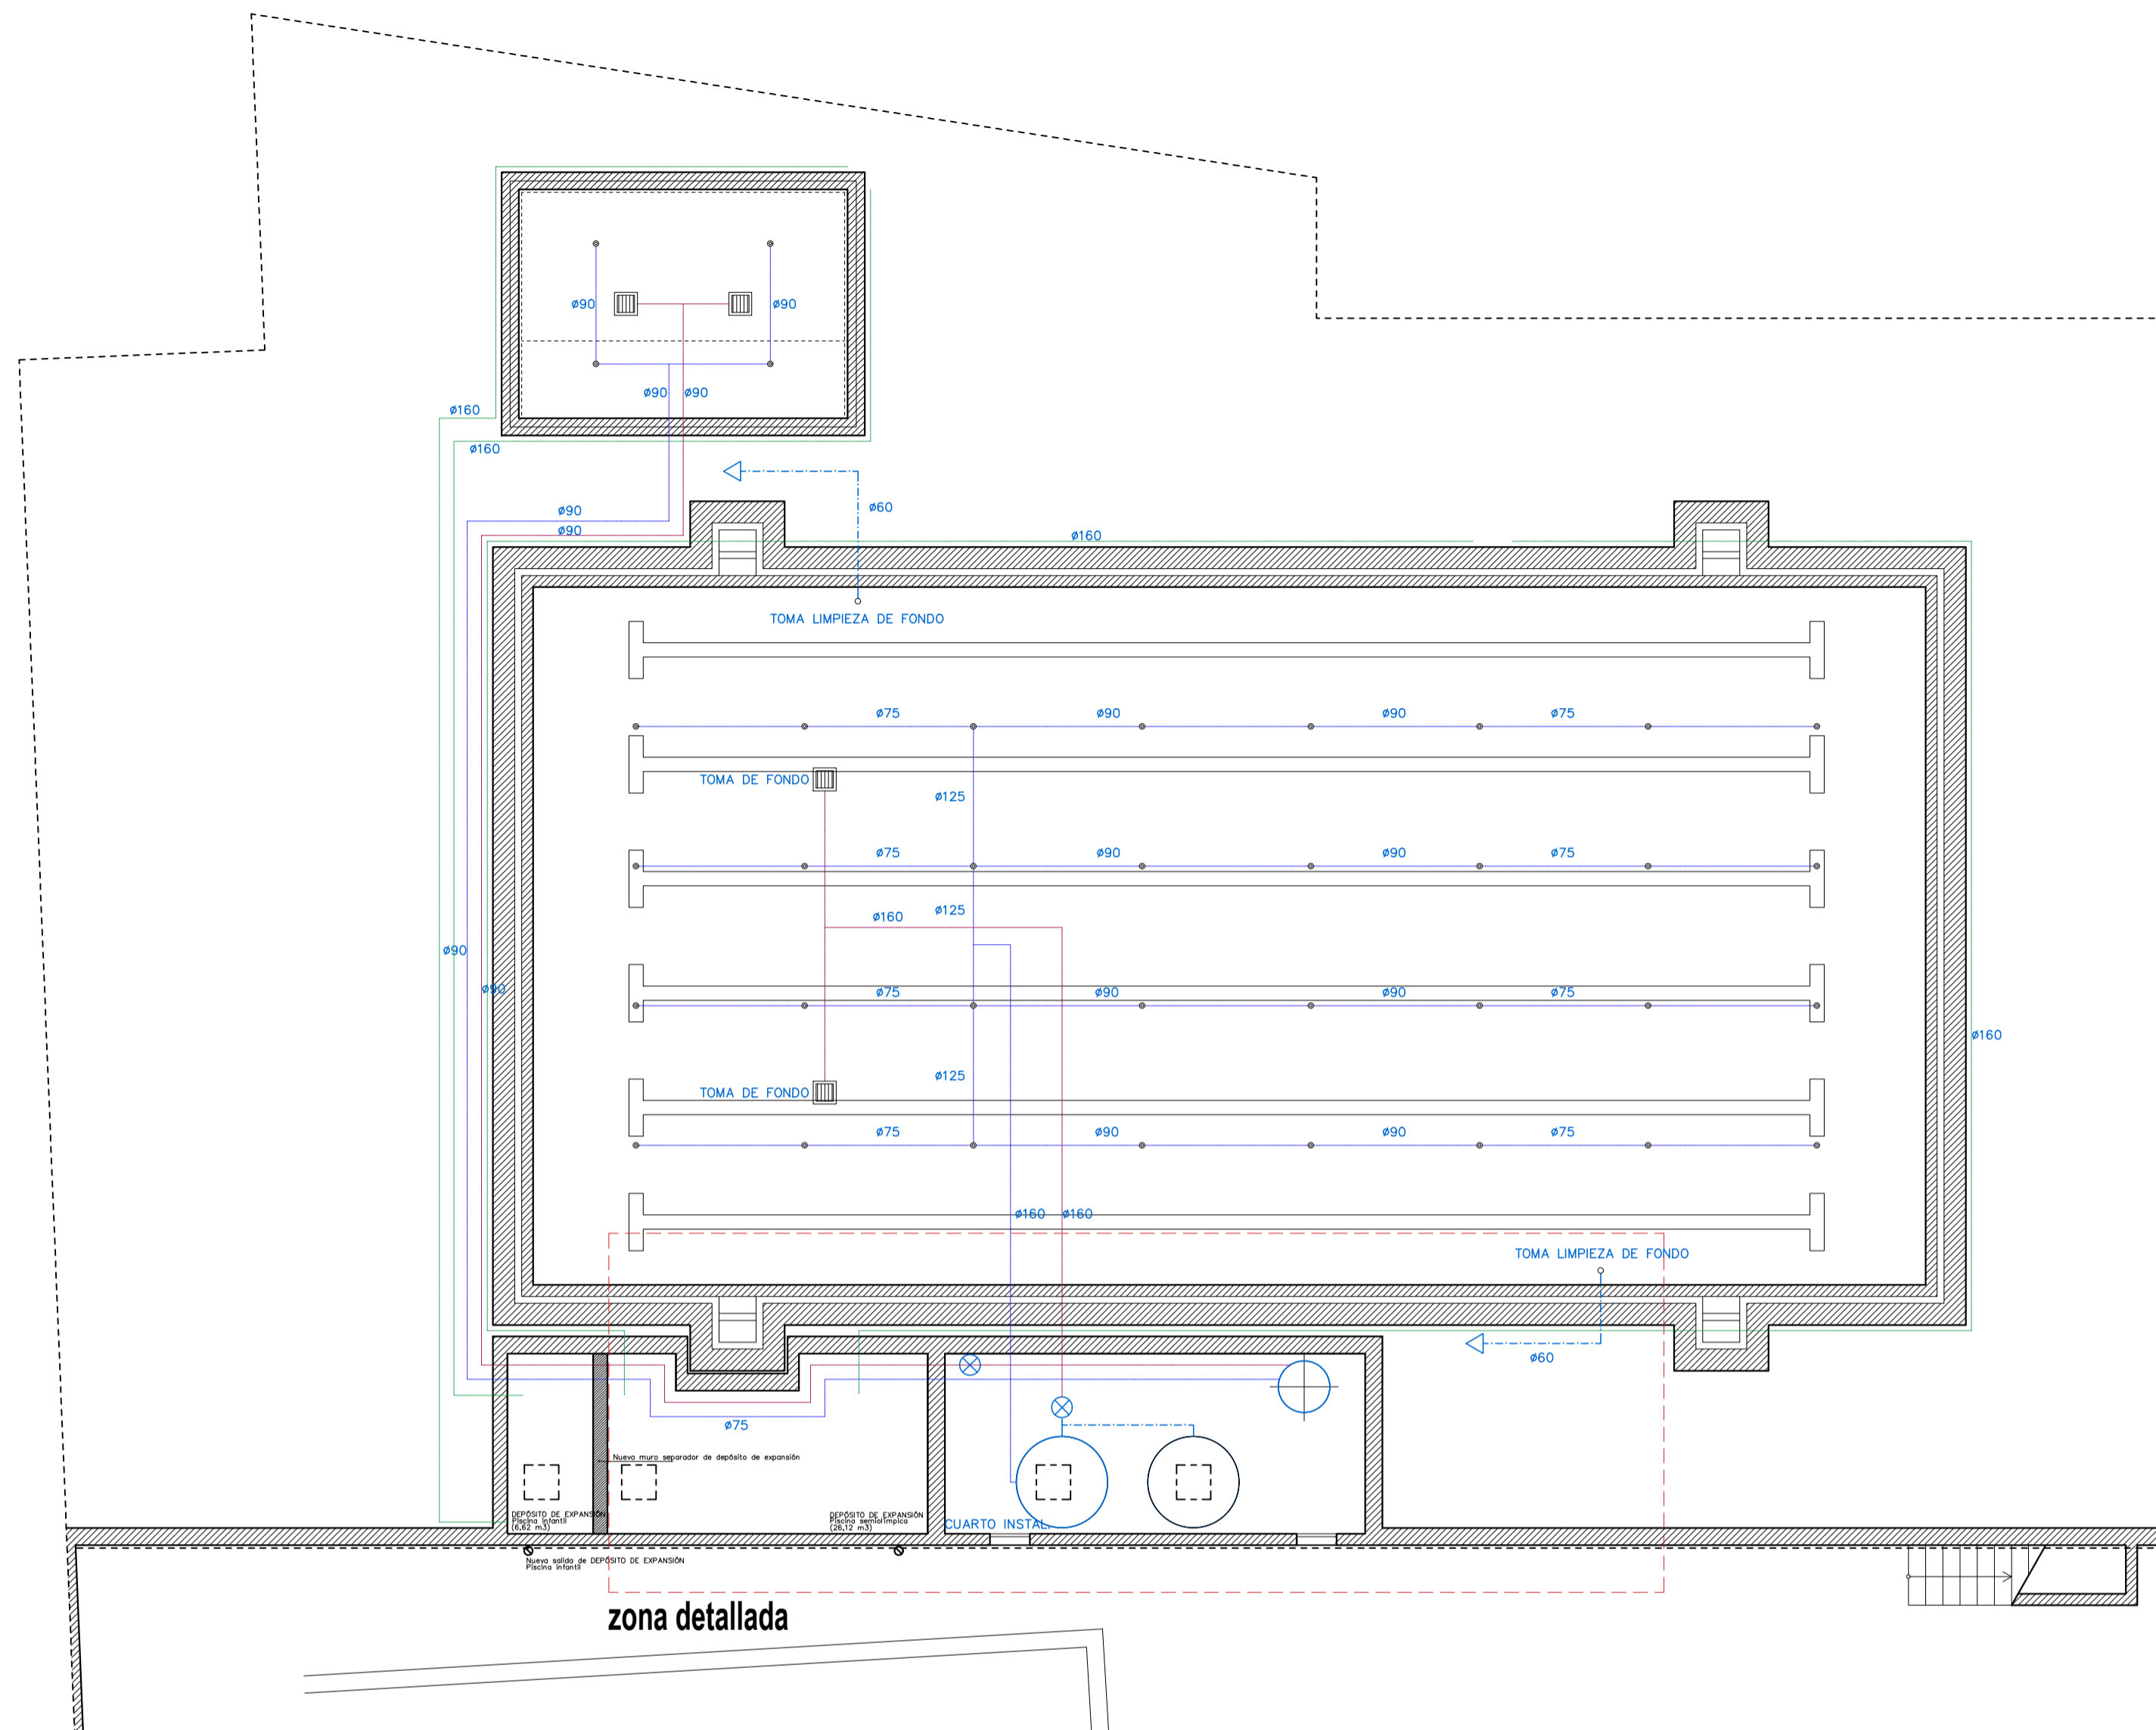 ø90 ø90
ø90 ø90
ø160
ø160
ø60
ø90
ø90
ø160
TOMA LIMPIEZA DE FONDO
ø75 ø90 ø90 ø75
TOMA DE FONDO
ø125
ø75 ø90 ø90 ø75
ø125
ø160
ø90
ø90
ø75 ø90 ø90 ø75
ø160
ø125
TOMA DE FONDO
ø75 ø90 ø90 ø75
ø160 ø160
TOMA LIMPIEZA DE FONDO
ø60
ø75
Nuevo muro separador de depósito de expansión
DEPÓSITO DE EXPANSIÓN
Piscina infantil
(6,62 m3)
DEPÓSITO DE EXPANSIÓN
Piscina semiolímpica
(26,12 m3)
CUARTO INSTAL.
Nueva salida de DEPÓSITO DE EXPANSIÓN
Piscina infantil
zona detallada